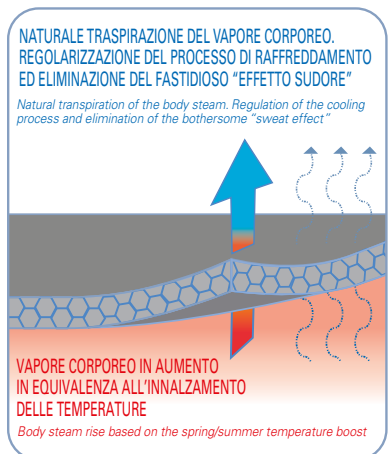 NATURALE TRASPIRAZIONE DEL VAPORE CORPOREO.
REGOLARIZZAZIONE DEL PROCESSO DI RAFFREDDAMENTO
ED ELIMINAZIONE DEL FASTIDIOSO “EFFETTO SUDORE”
Natural transpiration of the body steam. Regulation of the cooling
process and elimination of the bothersome “sweat effect”
VAPORE CORPOREO IN AUMENTO
IN EQUIVALENZA ALL’INNALZAMENTO
DELLE TEMPERATURE
Body steam rise based on the spring/summer temperature boost